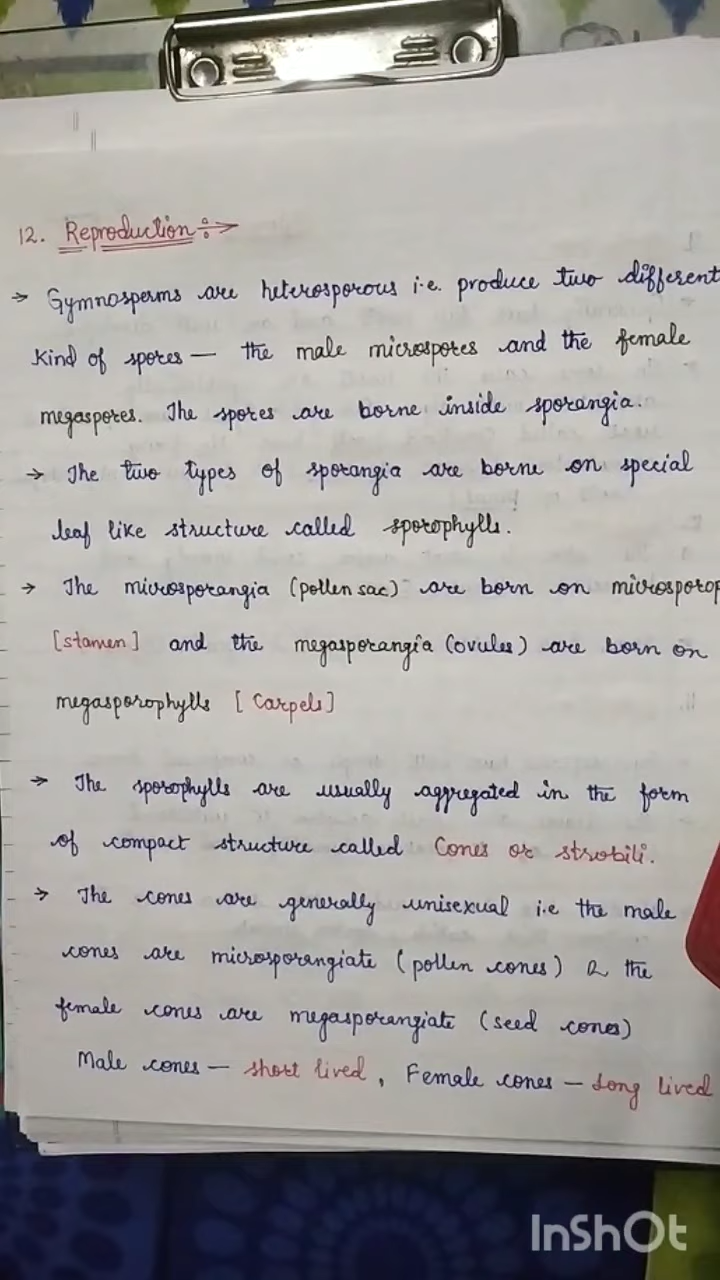 12. Reproduction ÷→
→ Gymnosperms are heterosporous i.e. produce two different
Kind of spores — the male microspores and the female
megaspores. The spores are borne inside sporangia.
→ The two types of sporangia are borne on special
leaf like structure called sporophylls.
→ The microsporangia (pollen sac) are born on microsporop
[stamen] and the megasporangia (ovules) are born on
megasporophylls [Carpels]
→ The sporophylls are usually aggregated in the form
of compact structure called Cones or strobili.
→ The cones are generally unisexual i.e the male
cones are microsporangiate (pollen cones) & the
female cones are megasporangiate (seed cones)
Male cones — short lived, Female cones — Long lived
InShOt